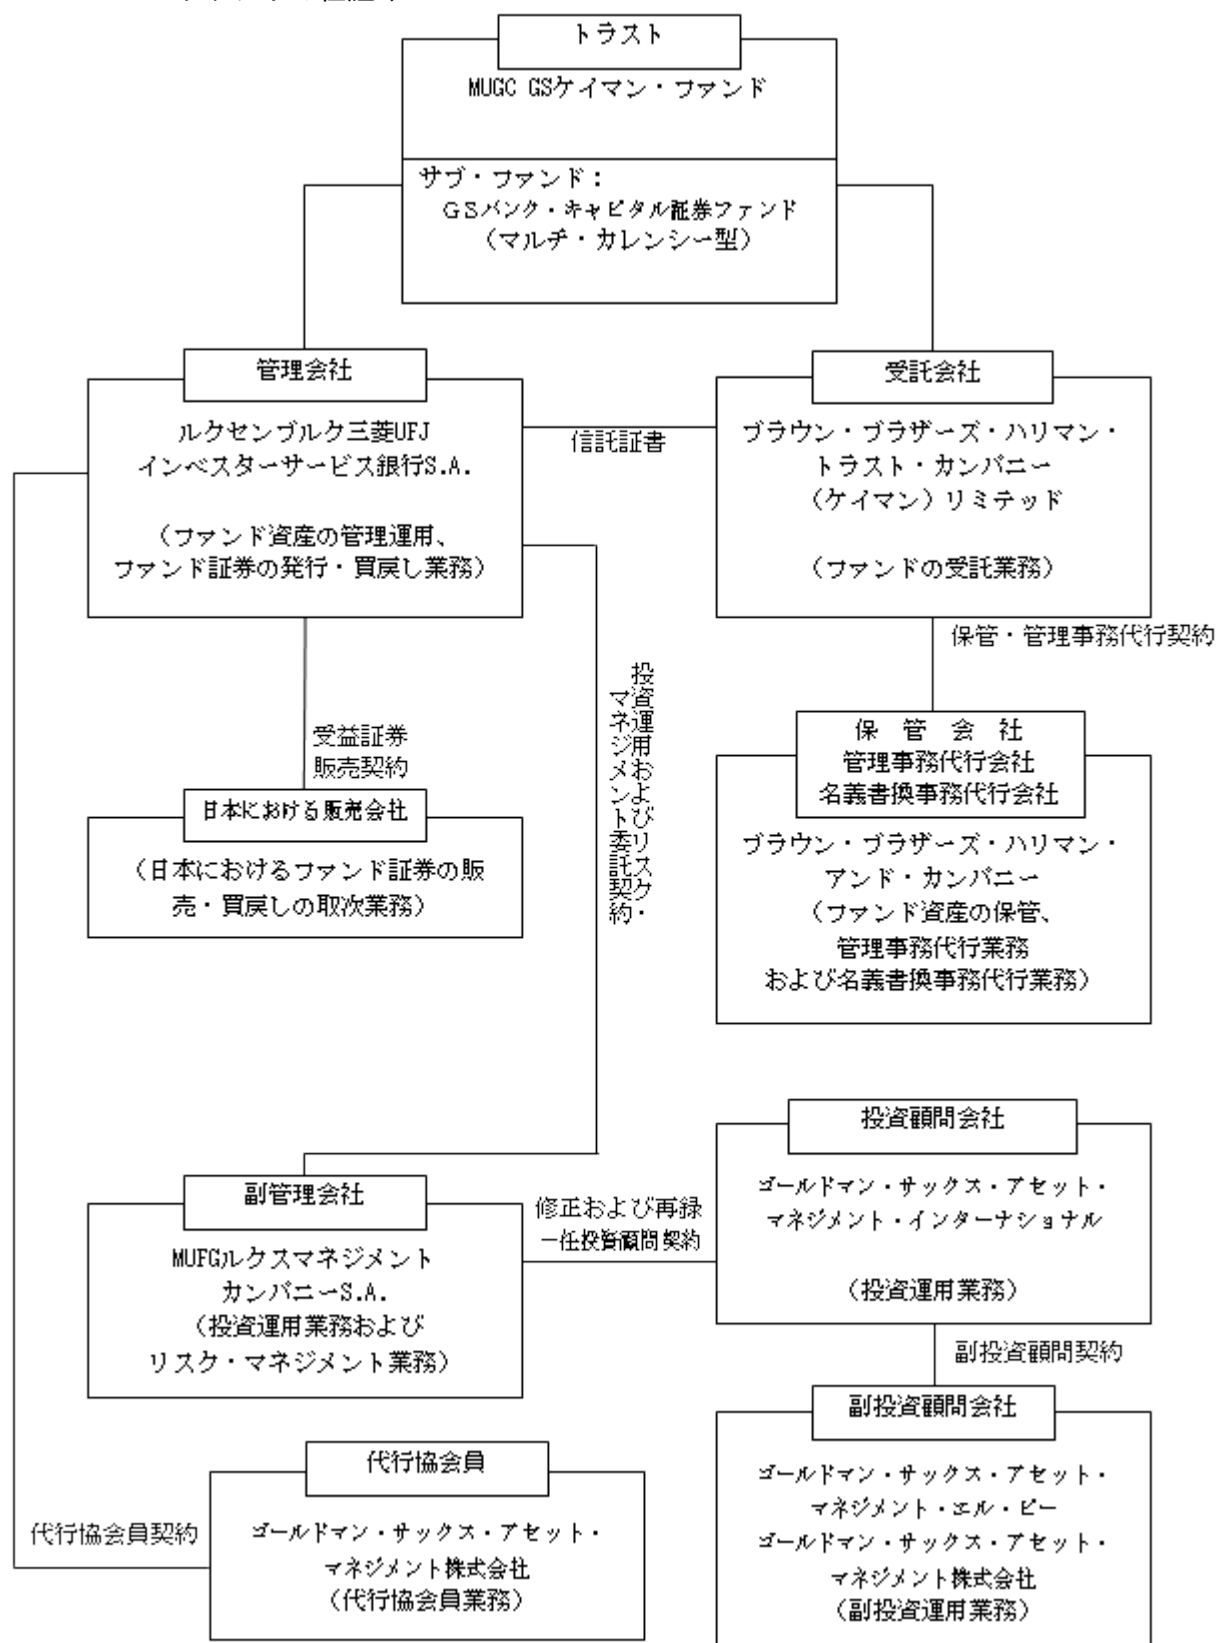 トラスト
MUGC GSケイマン・ファンド
サブ・ファンド：
ＧＳバンク・キャピタル証券ファンド
（マルチ・カレンシー型）
管理会社
ルクセンブルク三菱UFJ
インベスターサービス銀行S.A.
（ファンド資産の管理運用、
ファンド証券の発行・買戻し業務）
信託証書
受託会社
ブラウン・ブラザーズ・ハリマン・
トラスト・カンパニー
（ケイマン）リミテッド
（ファンドの受託業務）
保管・管理事務代行契約
受益証券
販売契約
投資運用およびリスク・
マネジメント委託契約
保　管　会　社
管理事務代行会社
名義書換事務代行会社
ブラウン・ブラザーズ・ハリマン・
アンド・カンパニー
（ファンド資産の保管、
管理事務代行業務
および名義書換事務代行業務）
日本における販売会社
（日本におけるファンド証券の販
売・買戻しの取次業務）
副管理会社
MUFGルクスマネジメント
カンパニーS.A.
（投資運用業務および
リスク・マネジメント業務）
修正および再録
一任投資顧問契約
投資顧問会社
ゴールドマン・サックス・アセット・
マネジメント・インターナショナル
（投資運用業務）
副投資顧問契約
副投資顧問会社
ゴールドマン・サックス・アセット・
マネジメント・エル・ピー
ゴールドマン・サックス・アセット・
マネジメント株式会社
（副投資運用業務）
代行協会員契約
代行協会員
ゴールドマン・サックス・アセット・
マネジメント株式会社
（代行協会員業務）